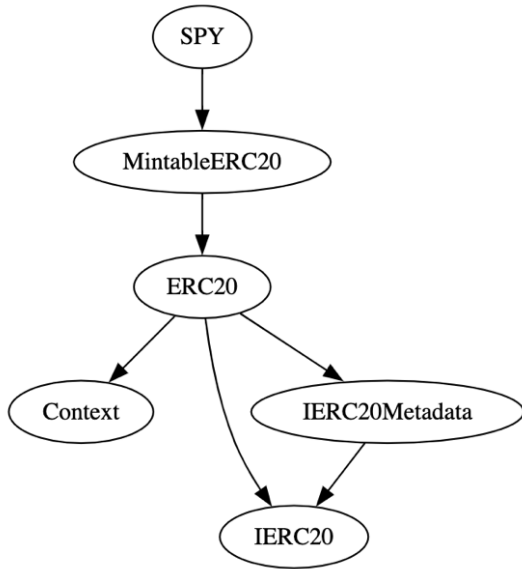 SPY
MintableERC20
ERC20
Context
IERC20Metadata
IERC20